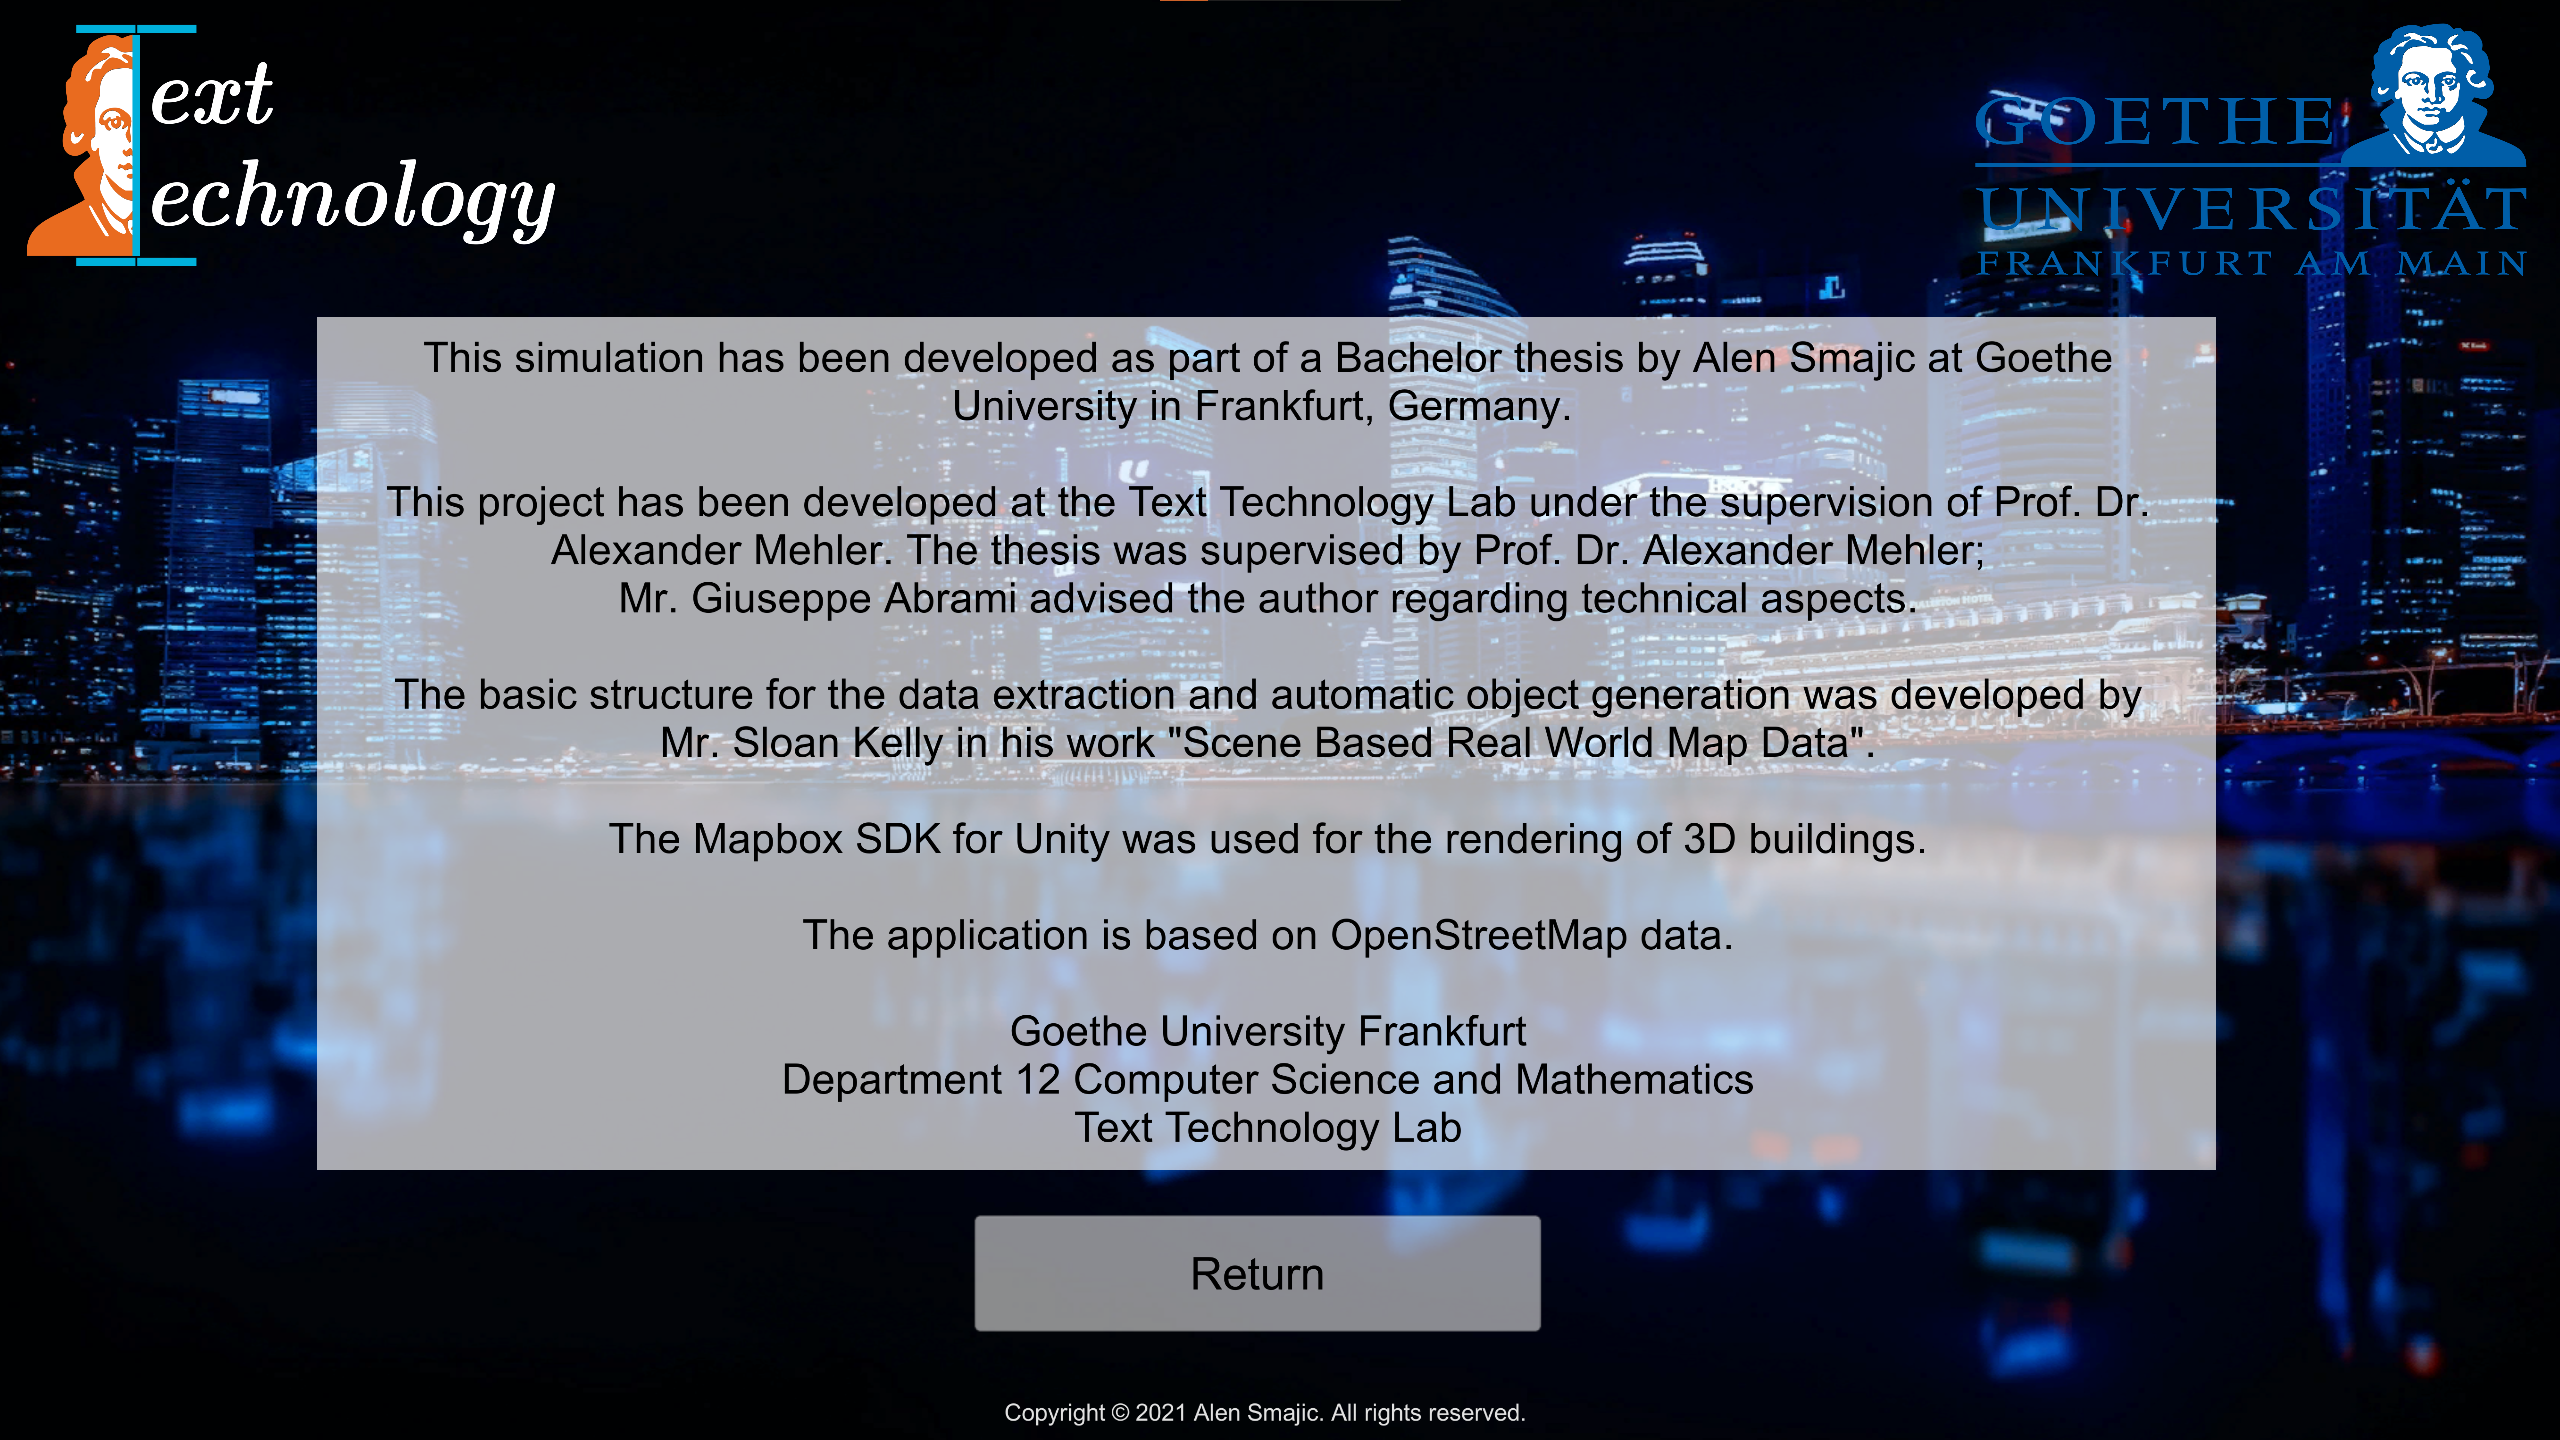 ext
echnology
GOETHE
UNIVERSITÄT
FRANKFURT AM MAIN
This simulation has been developed as part of a Bachelor thesis by Alen Smajic at Goethe
University in Frankfurt, Germany.
This project has been developed at the Text Technology Lab under the supervision of Prof. Dr.
Alexander Mehler. The thesis was supervised by Prof. Dr. Alexander Mehler;
Mr. Giuseppe Abrami advised the author regarding technical aspects.
The basic structure for the data extraction and automatic object generation was developed by
Mr. Sloan Kelly in his work "Scene Based Real World Map Data".
The Mapbox SDK for Unity was used for the rendering of 3D buildings.
The application is based on OpenStreetMap data.
Goethe University Frankfurt
Department 12 Computer Science and Mathematics
Text Technology Lab
Return
Copyright © 2021 Alen Smajic. All rights reserved.